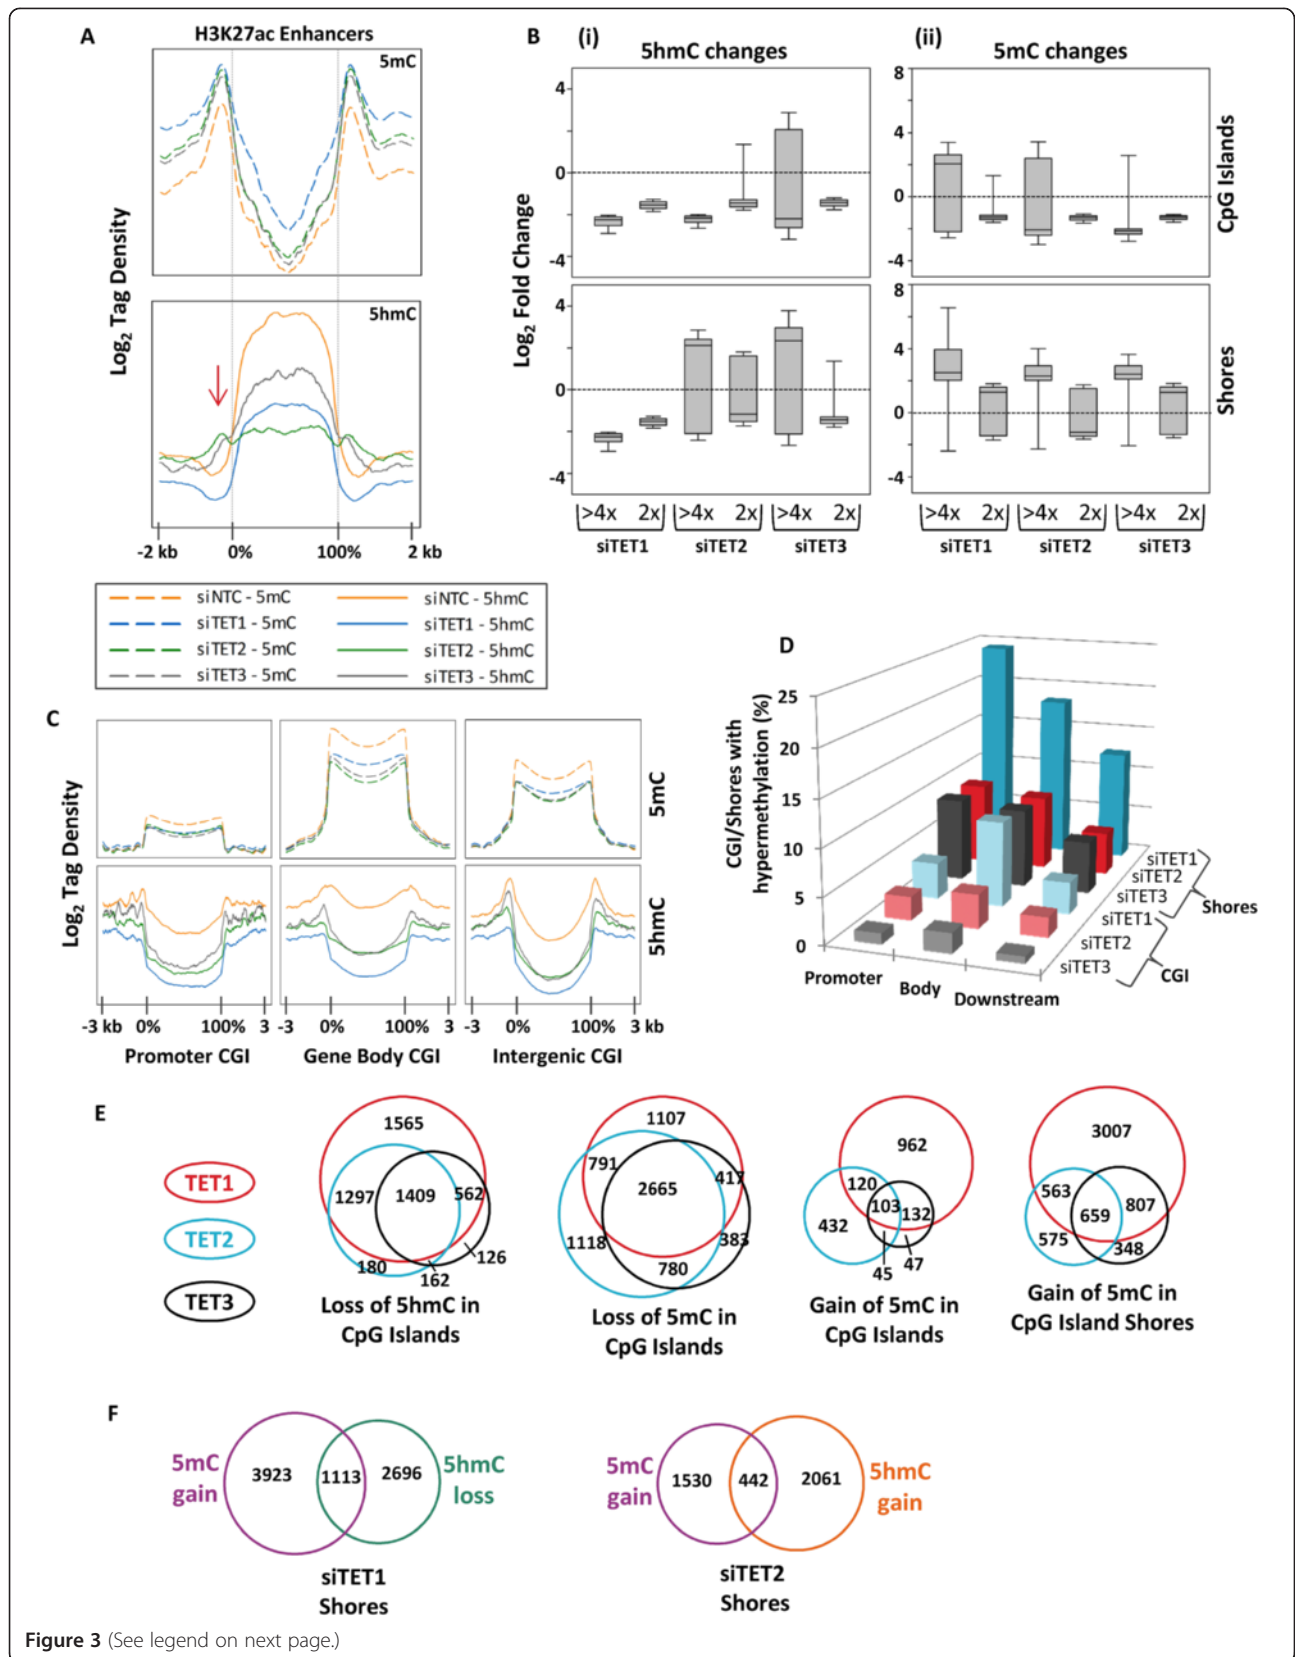 A
H3K27ac Enhancers
5mC
5hmC
Log2 Tag Density
-2 kb 0% 100% 2 kb
B (i) (ii)
5hmC changes
5mC changes
4
0
-4
4
0
-4
8
4
0
-4
8
4
0
-4
Log2 Fold Change
CpG Islands
Shores
>4x 2x >4x 2x >4x 2x
siTET1 siTET2 siTET3
>4x 2x >4x 2x >4x 2x
siTET1 siTET2 siTET3
siNTC - 5mC siNTC - 5hmC
siTET1 - 5mC siTET1 - 5hmC
siTET2 - 5mC siTET2 - 5hmC
siTET3 - 5mC siTET3 - 5hmC
C
Log2 Tag Density
5mC
5hmC
-3 kb 0% 100% 3 -3 0% 100% 3 -3 0% 100% 3 kb
Promoter CGI Gene Body CGI Intergenic CGI
D
CGI/Shores with
hypermethylation (%)
25
20
15
10
5
0
Promoter
Body
Downstream
siTET1
siTET2
siTET3
Shores
siTET1
siTET2
siTET3
CGI
E
TET1
TET2
TET3
1565
1297 1409 562
180 162 126
Loss of 5hmC in
CpG Islands
1107
791 2665 417
1118 780 383
Loss of 5mC in
CpG Islands
962
120
432 103 132
45 47
Gain of 5mC in
CpG Islands
3007
563 659 807
575 348
Gain of 5mC in
CpG Island Shores
F
5mC
gain
3923 1113 2696
5hmC
loss
siTET1
Shores
5mC
gain
1530 442 2061
5hmC
gain
siTET2
Shores
Figure 3 (See legend on next page.)